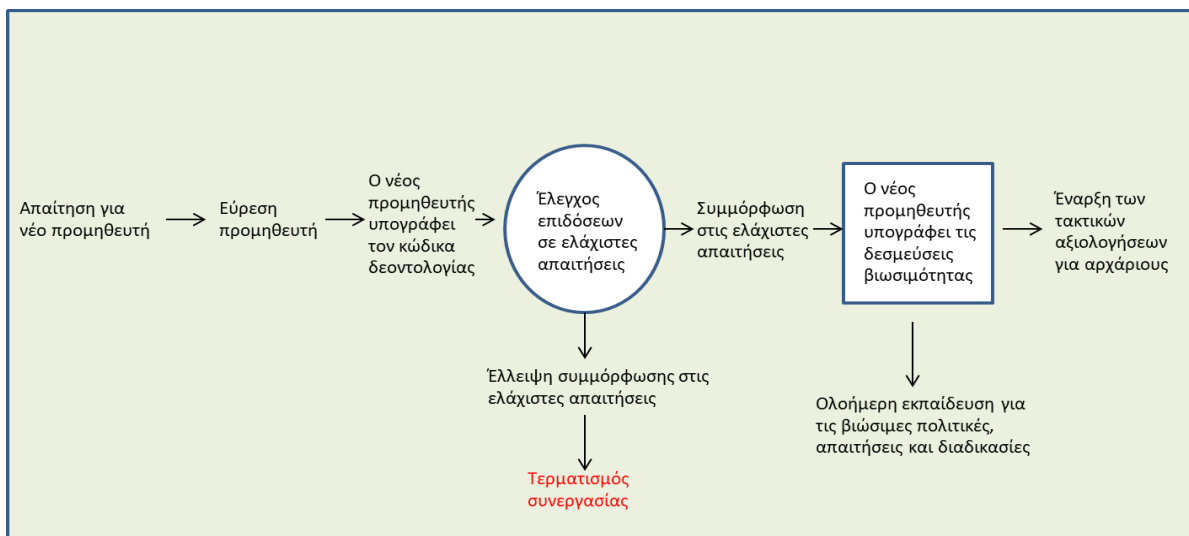 Απαίτηση για
νέο προμηθευτή
Εύρεση
προμηθευτή
Ο νέος
προμηθευτής
υπογράφει
τον κώδικα
δεοντολογίας
Έλεγχος
επιδόσεων
σε ελάχιστες
απαιτήσεις
Συμμόρφωση
στις ελάχιστες
απαιτήσεις
Ο νέος
προμηθευτής
υπογράφει τις
δεσμεύσεις
βιωσιμότητας
Έναρξη των
τακτικών
αξιολογήσεων
για αρχάριους
Έλλειψη συμμόρφωσης στις
ελάχιστες απαιτήσεις
Τερματισμός
συνεργασίας
Ολοήμερη εκπαίδευση για
τις βιώσιμες πολιτικές,
απαιτήσεις και διαδικασίες